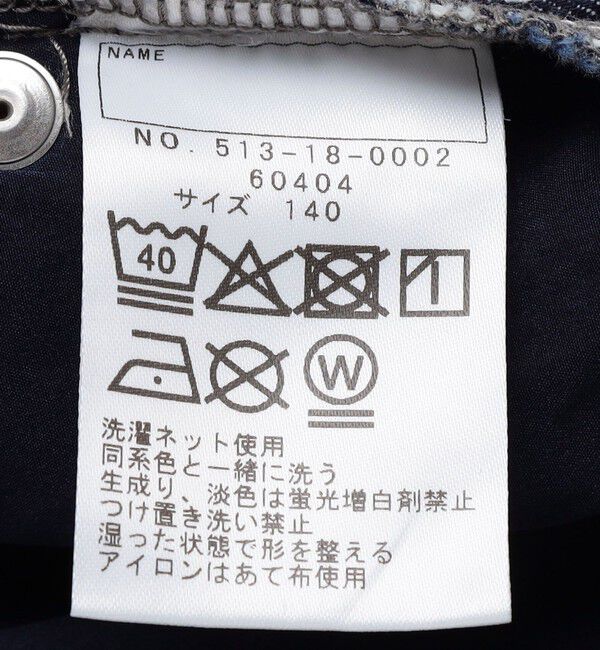 NAME
NO. 513-18-0002
60404
サイズ 140
40
W
洗濯ネット使用
同系色と一緒に洗う
生成り、淡色は蛍光増白剤禁止
つけ置き洗い禁止
湿った状態で形を整える
アイロンはあて布使用